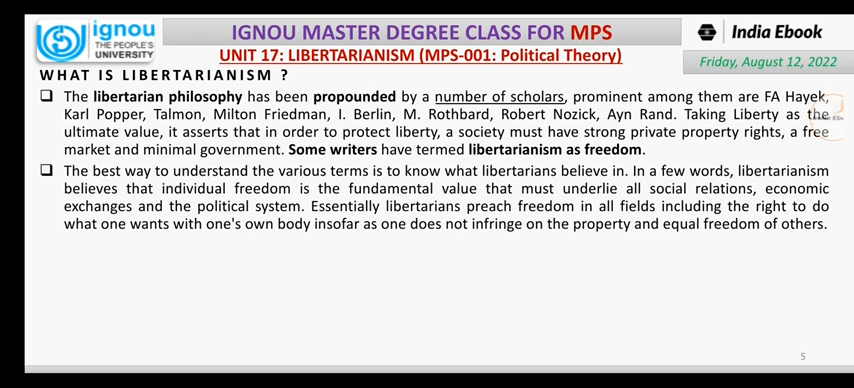 ignou
THE PEOPLE'S
UNIVERSITY
IGNOU MASTER DEGREE CLASS FOR MPS
UNIT 17: LIBERTARIANISM (MPS-001: Political Theory)
India Ebook
Friday, August 12, 2022
WHAT IS LIBERTARIANISM ?
❑ The libertarian philosophy has been propounded by a number of scholars, prominent among them are FA Hayek,
Karl Popper, Talmon, Milton Friedman, I. Berlin, M. Rothbard, Robert Nozick, Ayn Rand. Taking Liberty as the
ultimate value, it asserts that in order to protect liberty, a society must have strong private property rights, a free
market and minimal government. Some writers have termed libertarianism as freedom.
❑ The best way to understand the various terms is to know what libertarians believe in. In a few words, libertarianism
believes that individual freedom is the fundamental value that must underlie all social relations, economic
exchanges and the political system. Essentially libertarians preach freedom in all fields including the right to do
what one wants with one's own body insofar as one does not infringe on the property and equal freedom of others.
5